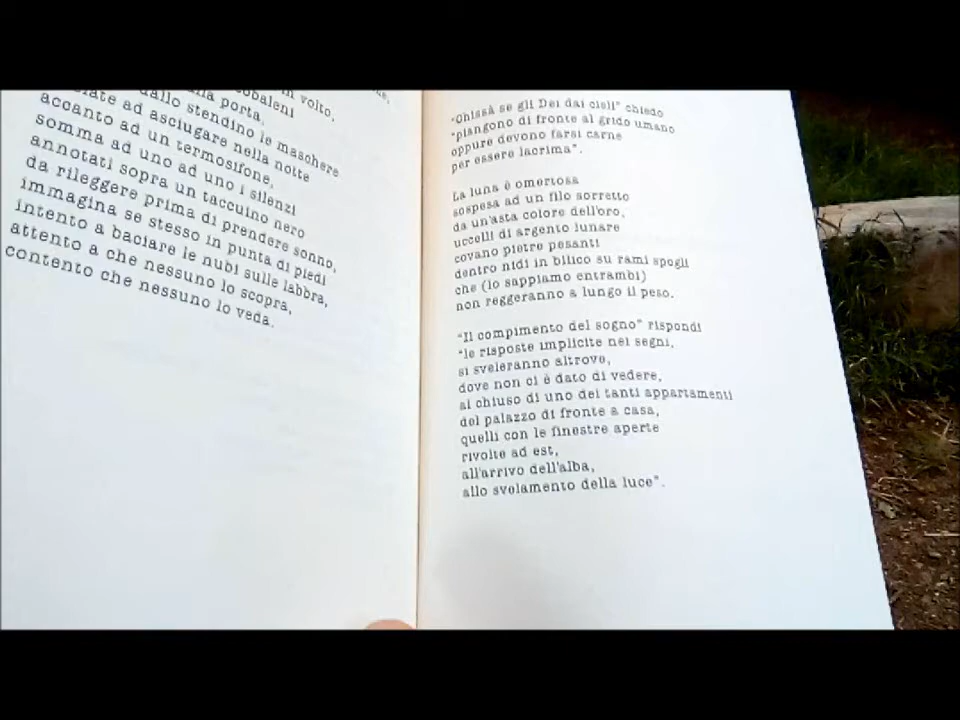 volto,
dallo stendino le maschere
ad asciugare nella notte
accanto ad un termosifone,
somma ad uno ad uno i silenzi
annotati sopra un taccuino nero
da rileggere prima di prendere sonno,
immagina se stesso in punta di piedi
intento a baciare le nubi sulle labbra,
attento a che nessuno lo scopra,
contento che nessuno lo veda.
"Chissà se gli Dei dai cieli" chiedo
"piangono di fronte al grido umano
oppure devono farsi carne
per essere lacrima".
La luna è omertosa
sospesa ad un filo sorretto
da un'asta colore dell'oro,
uccelli di argento lunare
covano pietre pesanti
dentro nidi in bilico su rami spogli
che (lo sappiamo entrambi)
non reggeranno a lungo il peso.
"Il compimento del sogno" rispondi
"le risposte implicite nei segni,
si sveleranno altrove,
dove non ci è dato di vedere,
al chiuso di uno dei tanti appartamenti
del palazzo di fronte a casa,
quelli con le finestre aperte
rivolte ad est,
all'arrivo dell'alba,
allo svelamento della luce".